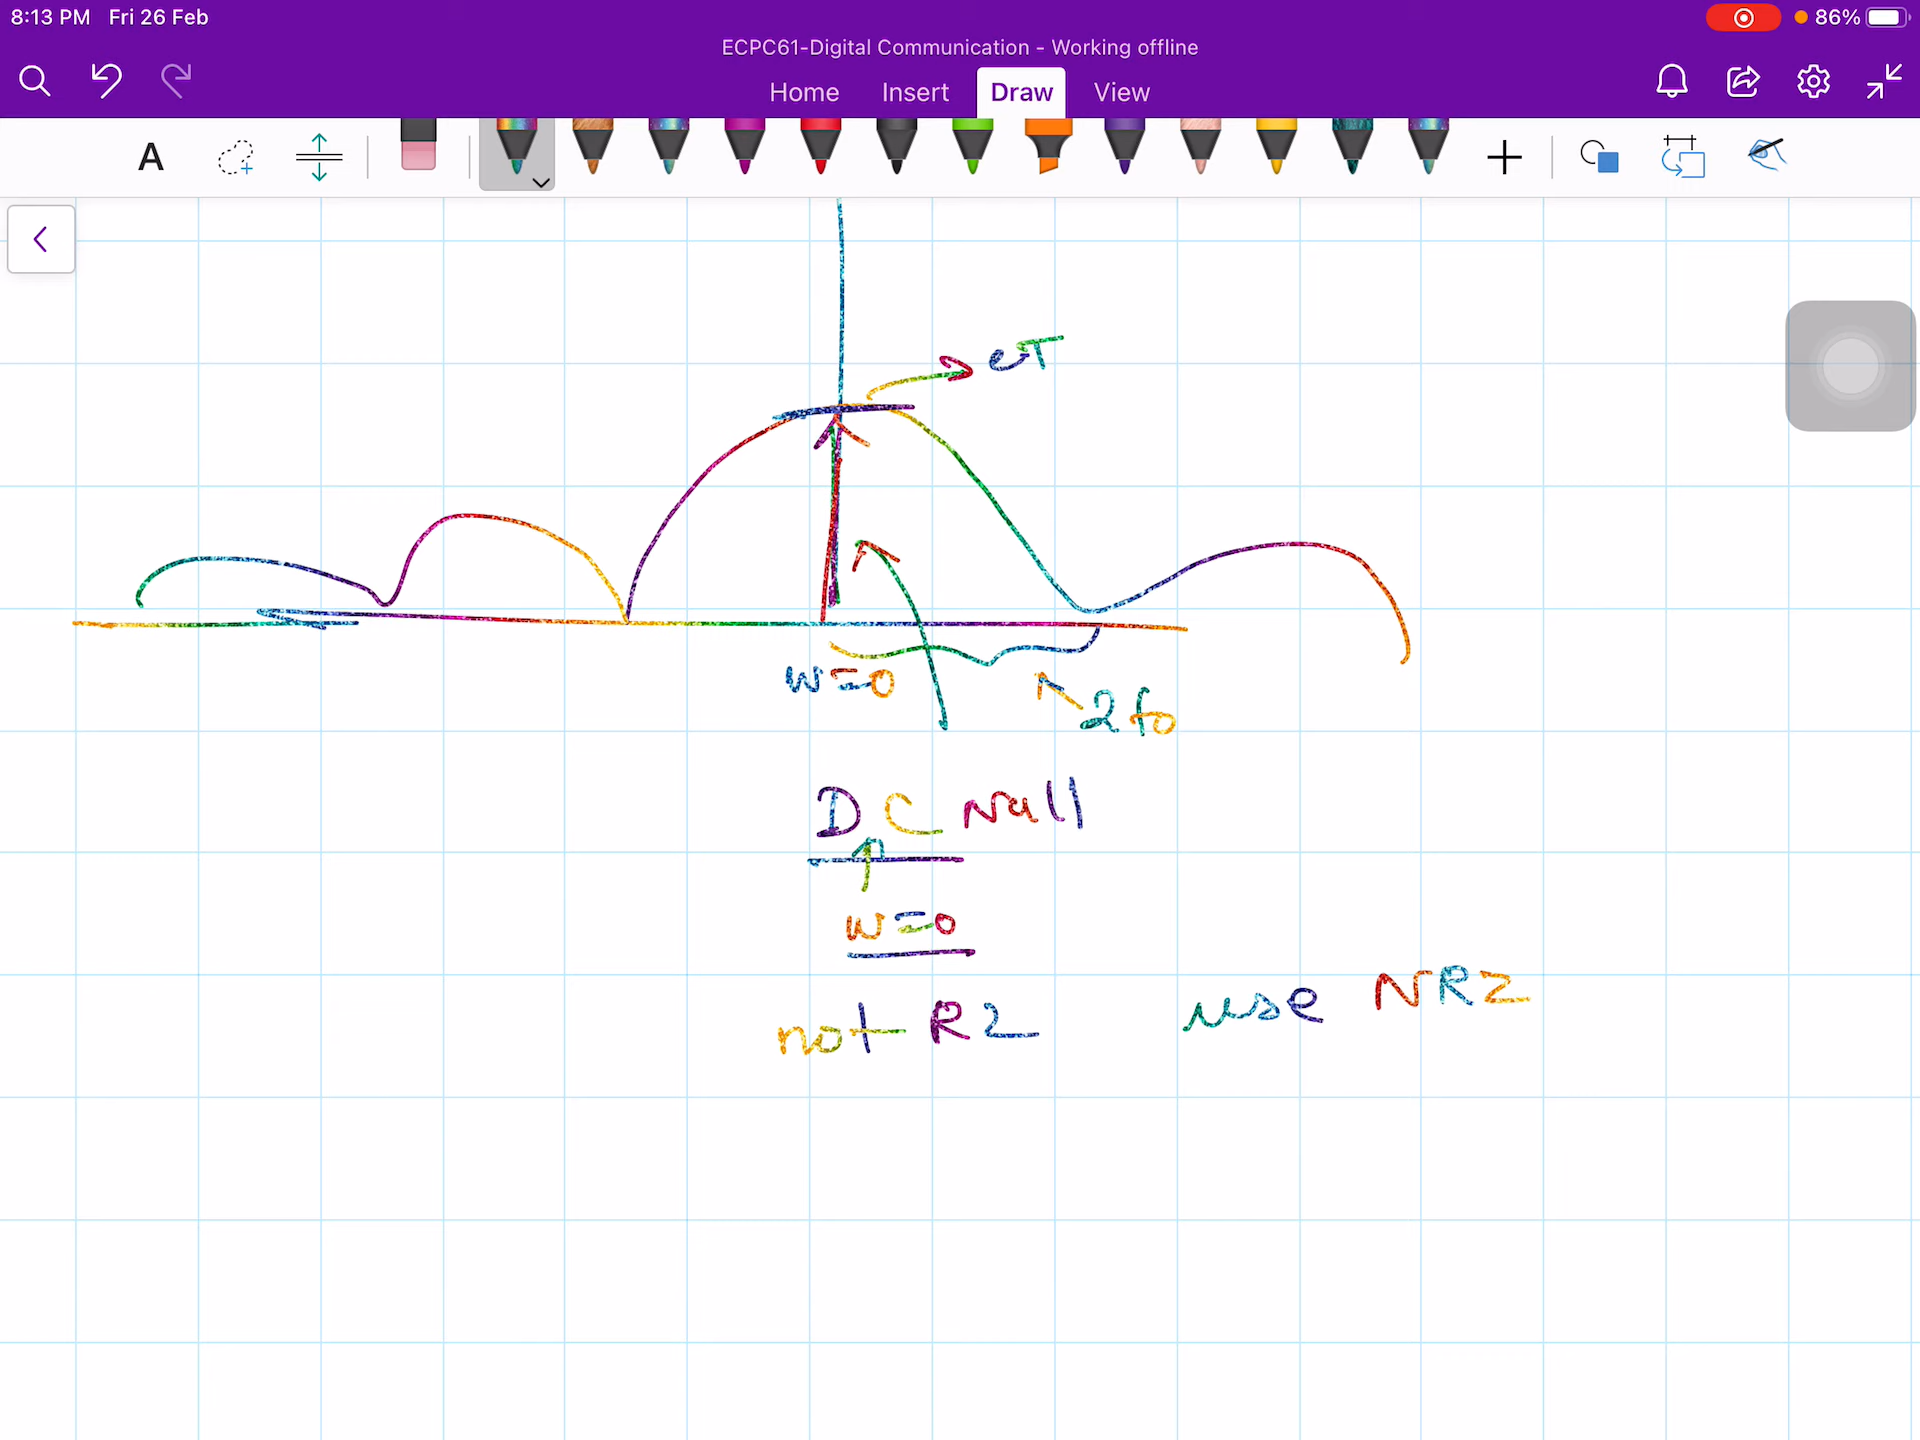 8:13 PM Fri 26 Feb
86%
ECPC61-Digital Communication - Working offline
Home Insert Draw View
A
w=0
2fo
DC Null
w=0
not RZ
use NRZ